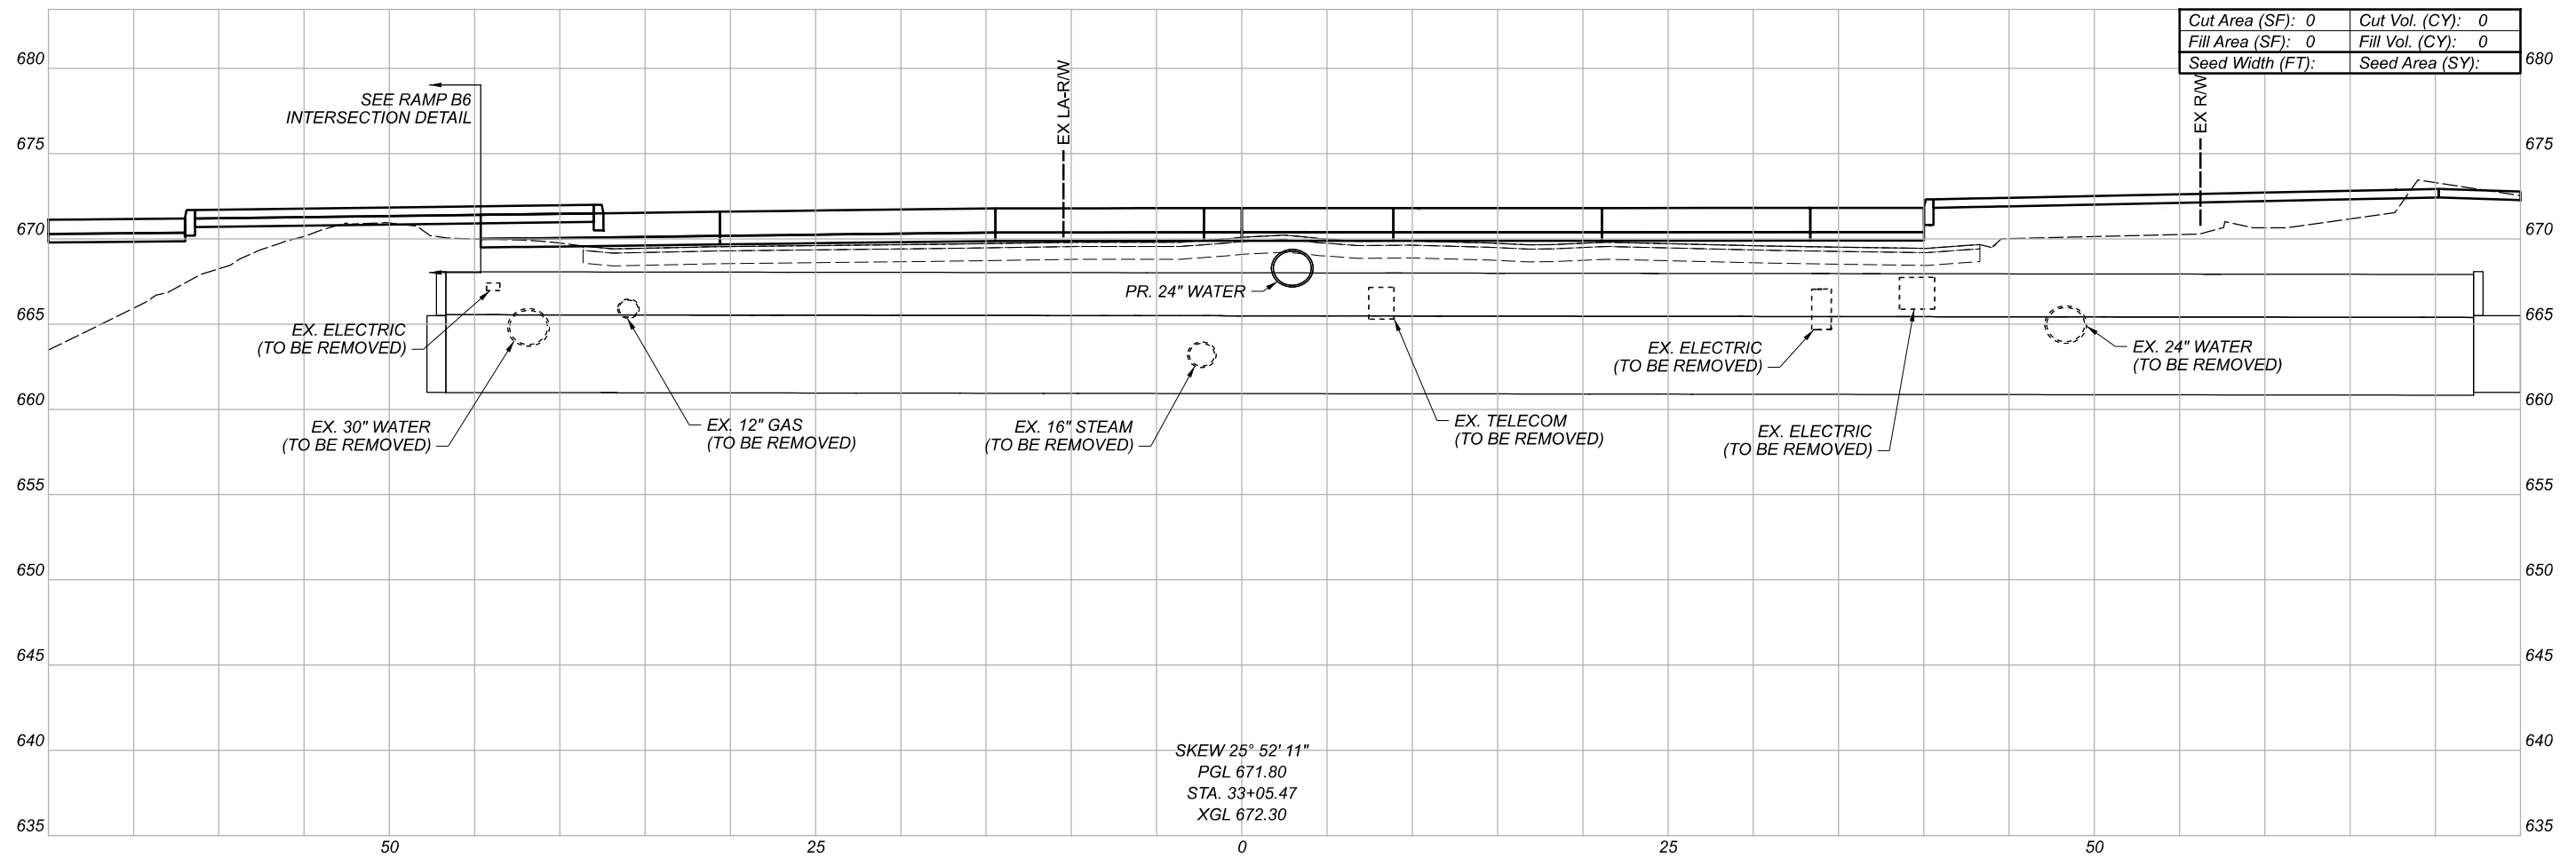 Cut Area (SF): 0 Cut Vol. (CY): 0
Fill Area (SF): 0 Fill Vol. (CY): 0
Seed Width (FT): Seed Area (SY):
680 680
EX LA-R/W
EX R/W
SEE RAMP B6
INTERSECTION DETAIL
675 675
670 670
PR. 24" WATER
665 665
EX. ELECTRIC
(TO BE REMOVED)
EX. ELECTRIC
(TO BE REMOVED)
EX. 24" WATER
(TO BE REMOVED)
660 660
EX. 30" WATER
(TO BE REMOVED)
EX. 12" GAS
(TO BE REMOVED)
EX. 16" STEAM
(TO BE REMOVED)
EX. TELECOM
(TO BE REMOVED)
EX. ELECTRIC
(TO BE REMOVED)
655 655
650 650
645 645
640 640
SKEW 25° 52' 11"
PGL 671.80
STA. 33+05.47
XGL 672.30
635 635
50 25 0 25 50